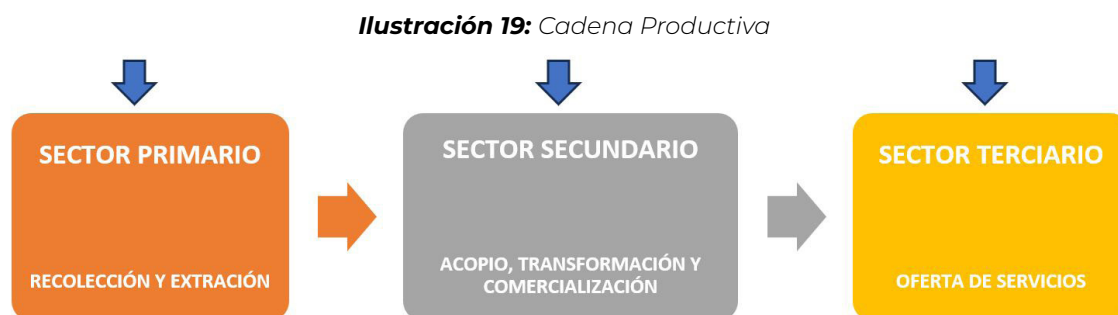 Ilustración 19: Cadena Productiva
SECTOR PRIMARIO
RECOLECCIÓN Y EXTRACIÓN
SECTOR SECUNDARIO
ACOPIO, TRANSFORMACIÓN Y
COMERCIALIZACIÓN
SECTOR TERCIARIO
OFERTA DE SERVICIOS